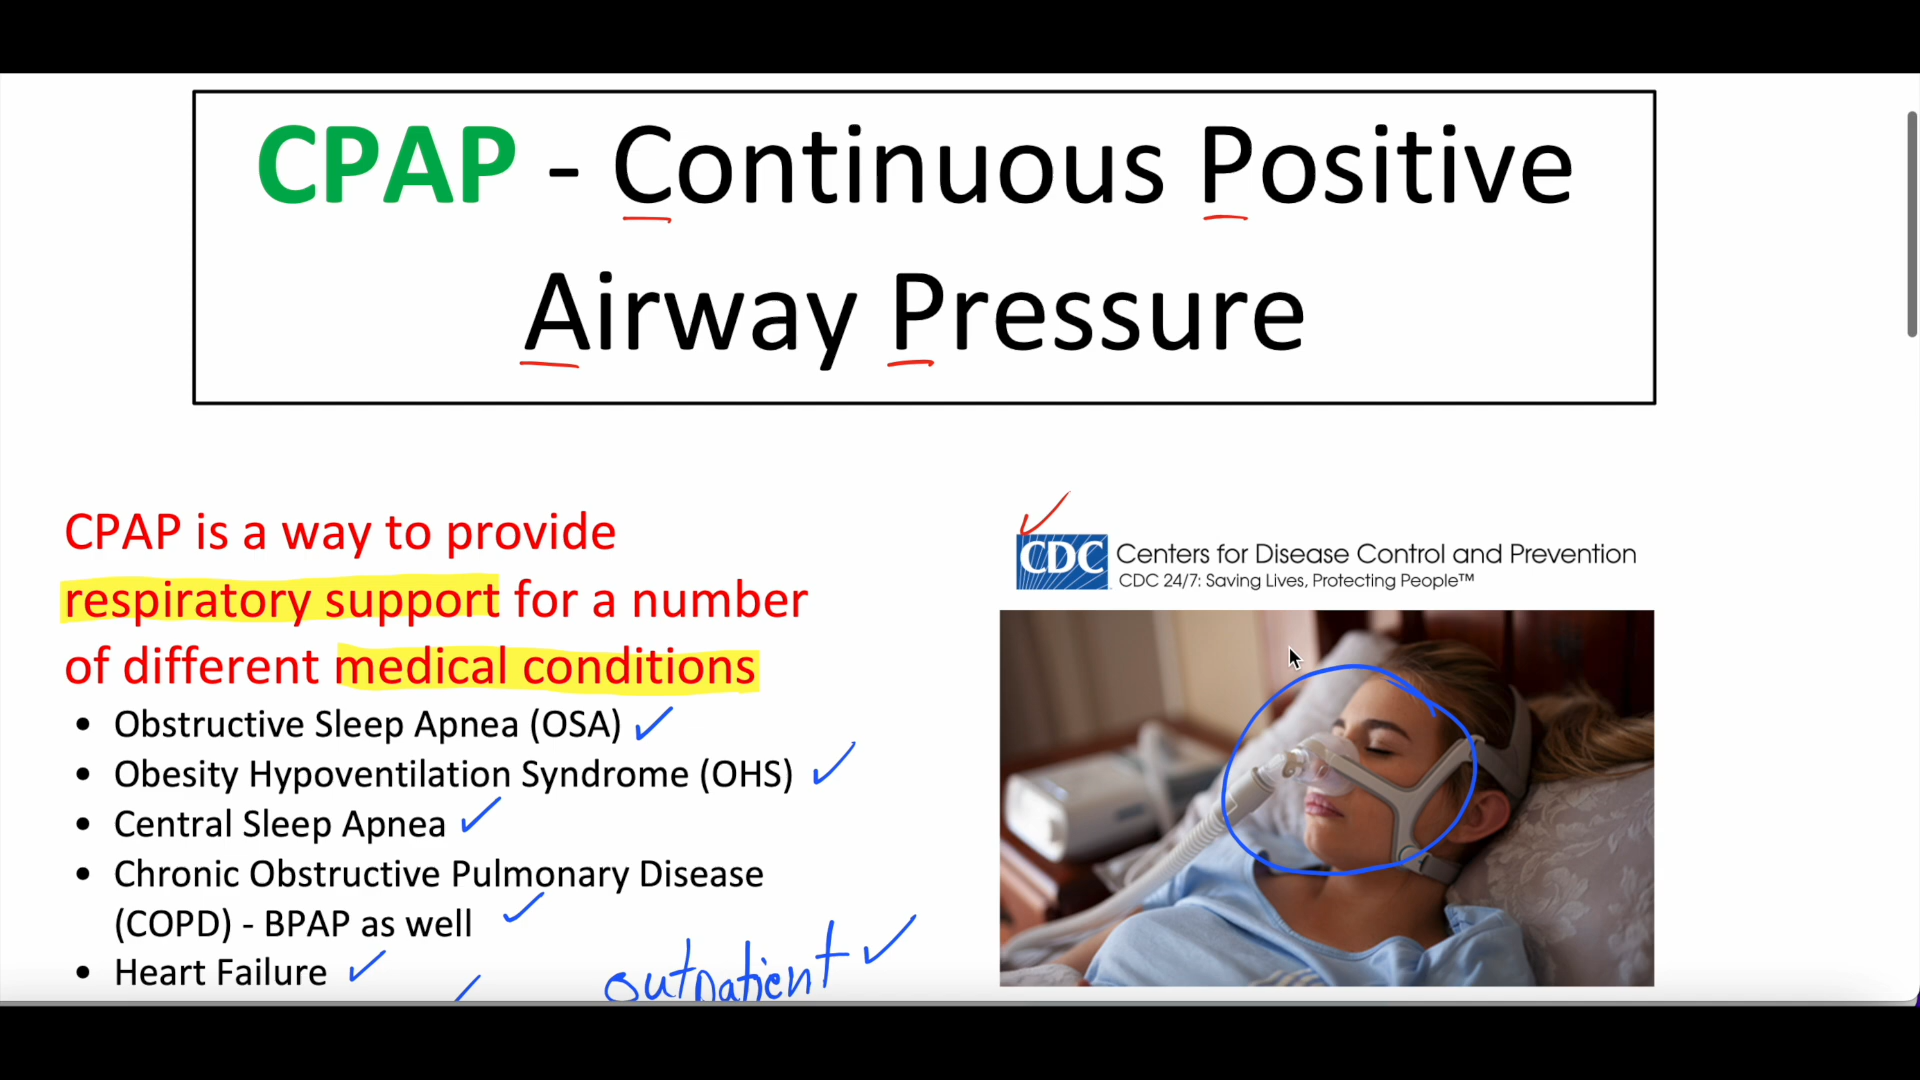 CPAP - Continuous Positive
Airway Pressure
CPAP is a way to provide
respiratory support for a number
of different medical conditions
• Obstructive Sleep Apnea (OSA)
• Obesity Hypoventilation Syndrome (OHS)
• Central Sleep Apnea
• Chronic Obstructive Pulmonary Disease
(COPD) - BPAP as well
• Heart Failure
outpatient
CDC Centers for Disease Control and Prevention
CDC 24/7: Saving Lives, Protecting People™